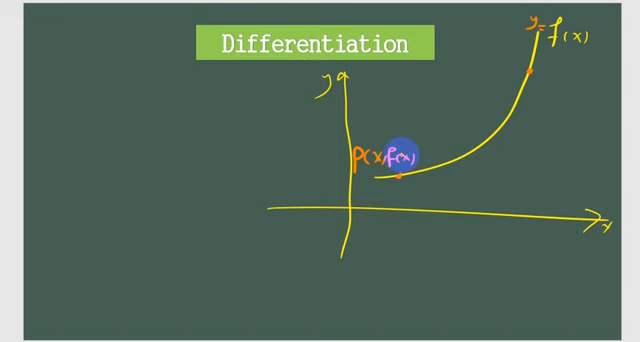 Differentiation
y = f(x)
y
P(x, f(x)
x